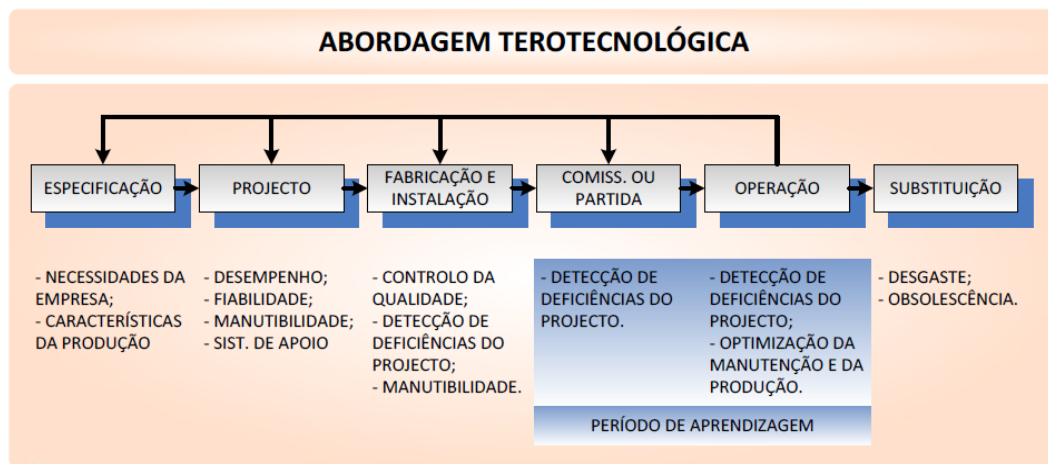 ABORDAGEM TEROTECNOLÓGICA
ESPECIFICAÇÃO
PROJECTO
FABRICAÇÃO E
INSTALAÇÃO
COMISS. OU
PARTIDA
OPERAÇÃO
SUBSTITUIÇÃO
- NECESSIDADES DA
EMPRESA;
- CARACTERÍSTICAS
DA PRODUÇÃO
- DESEMPENHO;
- FIABILIDADE;
- MANUTIBILIDADE;
- SIST. DE APOIO
- CONTROLO DA
QUALIDADE;
- DETECÇÃO DE
DEFICIÊNCIAS DO
PROJECTO;
- MANUTIBILIDADE.
- DETECÇÃO DE
DEFICIÊNCIAS DO
PROJECTO.
- DETECÇÃO DE
DEFICIÊNCIAS DO
PROJECTO;
- OPTIMIZAÇÃO DA
MANUTENÇÃO E DA
PRODUÇÃO.
- DESGASTE;
- OBSOLESCÊNCIA.
PERÍODO DE APRENDIZAGEM